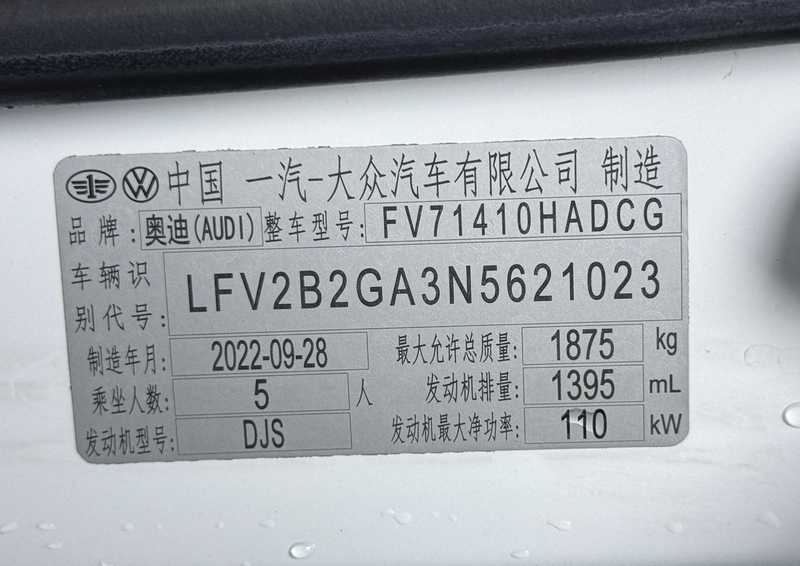 中国 一汽-大众汽车有限公司 制造
品牌: 奥迪(AUDI) 整车型号: FV71410HADCG
车辆识别代号: LFV2B2GA3N5621023
制造年月: 2022-09-28 最大允许总质量: 1875 kg
乘坐人数: 5 人 发动机排量: 1395 mL
发动机型号: DJS 发动机最大净功率: 110 kW